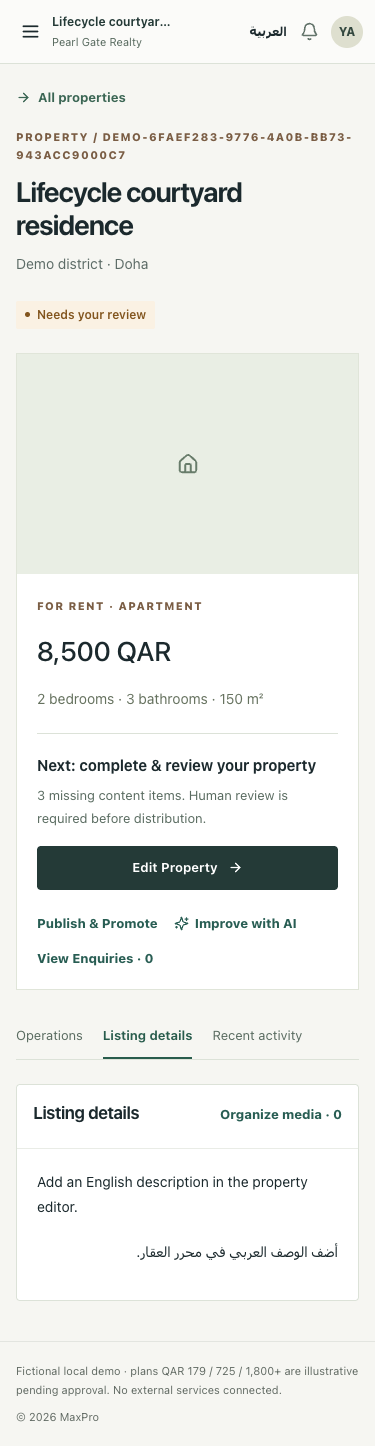 Lifecycle courtyar...
Pearl Gate Realty
العربية
YA
All properties
PROPERTY / DEMO-6FAEF283-9776-4A0B-BB73-
943ACC9000C7
Lifecycle courtyard
residence
Demo district · Doha
Needs your review
FOR RENT · APARTMENT
8,500 QAR
2 bedrooms · 3 bathrooms · 150 m²
Next: complete & review your property
3 missing content items. Human review is
required before distribution.
Edit Property
Publish & Promote
Improve with AI
View Enquiries · 0
Operations
Listing details
Recent activity
Listing details
Organize media · 0
Add an English description in the property
editor.
أضف الوصف العربي في محرر العقار.
Fictional local demo · plans QAR 179 / 725 / 1,800+ are illustrative
pending approval. No external services connected.
© 2026 MaxPro